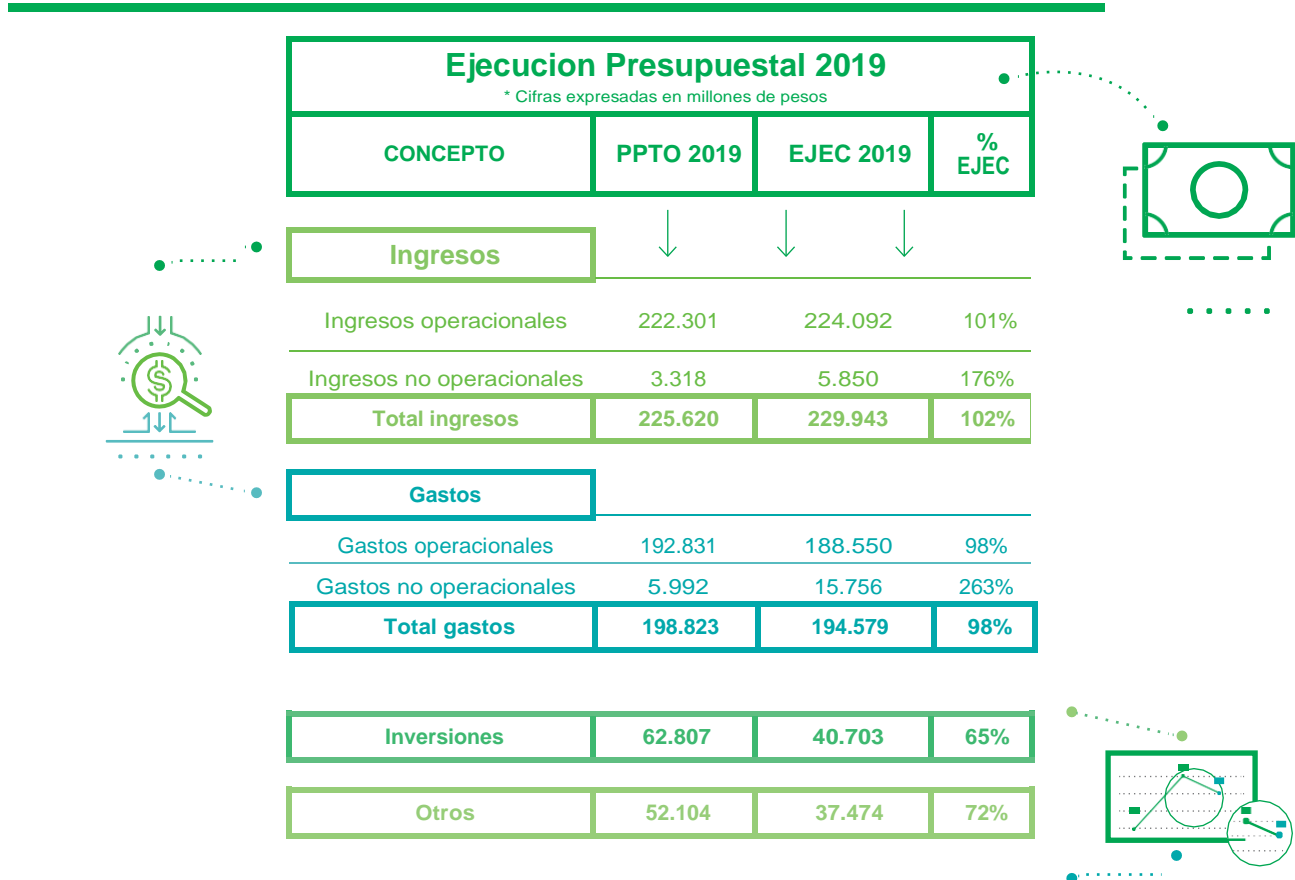 Ejecucion Presupuestal 2019
* Cifras expresadas en millones de pesos
CONCEPTO PPTO 2019 EJEC 2019 % EJEC
Ingresos
Ingresos operacionales 222.301 224.092 101%
Ingresos no operacionales 3.318 5.850 176%
Total ingresos 225.620 229.943 102%
Gastos
Gastos operacionales 192.831 188.550 98%
Gastos no operacionales 5.992 15.756 263%
Total gastos 198.823 194.579 98%
Inversiones 62.807 40.703 65%
Otros 52.104 37.474 72%
$